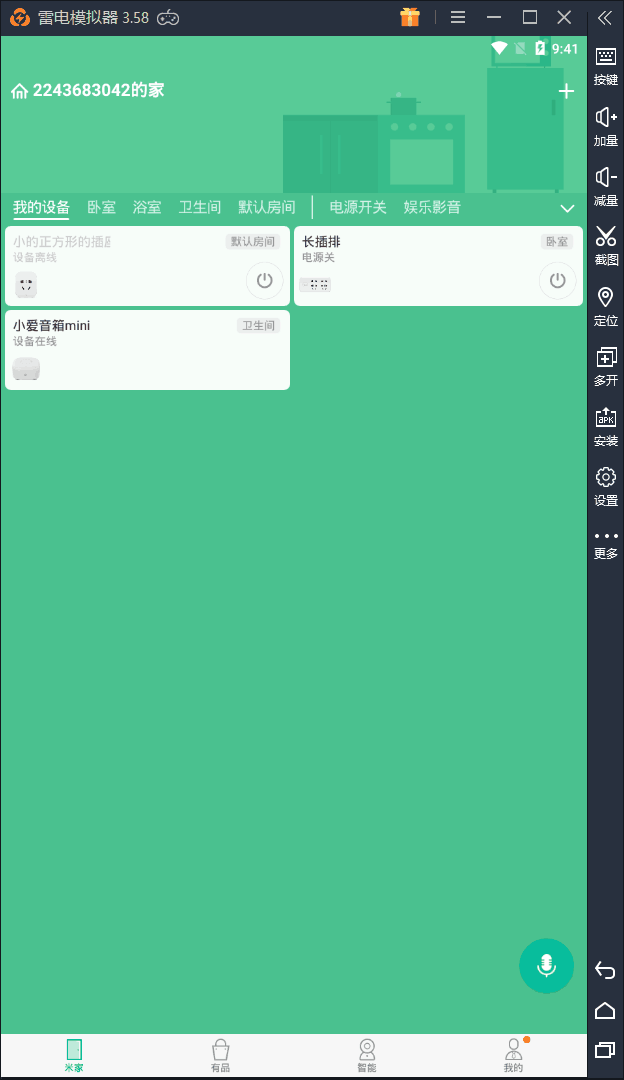 雷电模拟器 3.58
9:41
2243683042的家
我的设备 卧室 浴室 卫生间 默认房间 电源开关 娱乐影音
小的正方形的插 默认房间
设备离线
长插排 卧室
电源关
小爱音箱mini 卫生间
设备在线
按键
加量
减量
截图
定位
多开
APK
安装
设置
更多
米家 有品 智能 我的